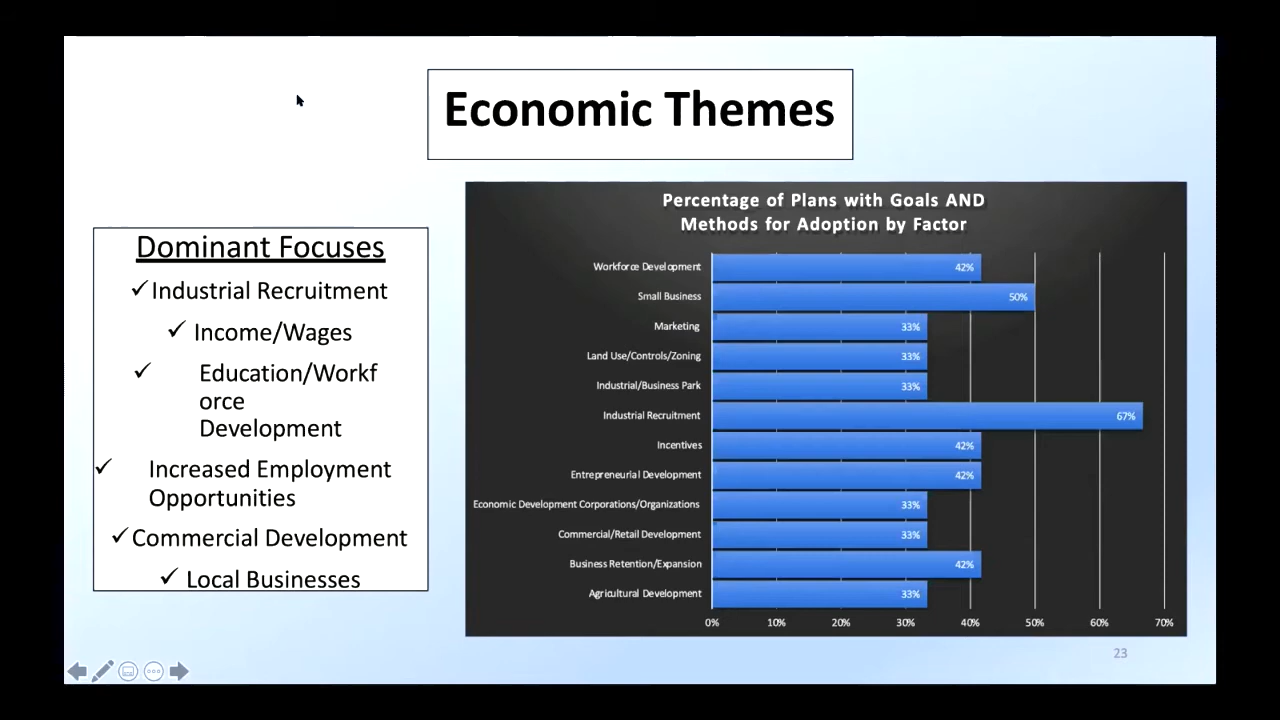 Economic Themes
Dominant Focuses
✓Industrial Recruitment
✓ Income/Wages
✓ Education/Workf
orce
Development
✓ Increased Employment
Opportunities
✓Commercial Development
✓ Local Businesses
Percentage of Plans with Goals AND
Methods for Adoption by Factor
Workforce Development 42%
Small Business 50%
Marketing 33%
Land Use/Controls/Zoning 33%
Industrial/Business Park 33%
Industrial Recruitment 67%
Incentives 42%
Entrepreneurial Development 42%
Economic Development Corporations/Organizations 33%
Commercial/Retail Development 33%
Business Retention/Expansion 42%
Agricultural Development 33%
0% 10% 20% 30% 40% 50% 60% 70%
23